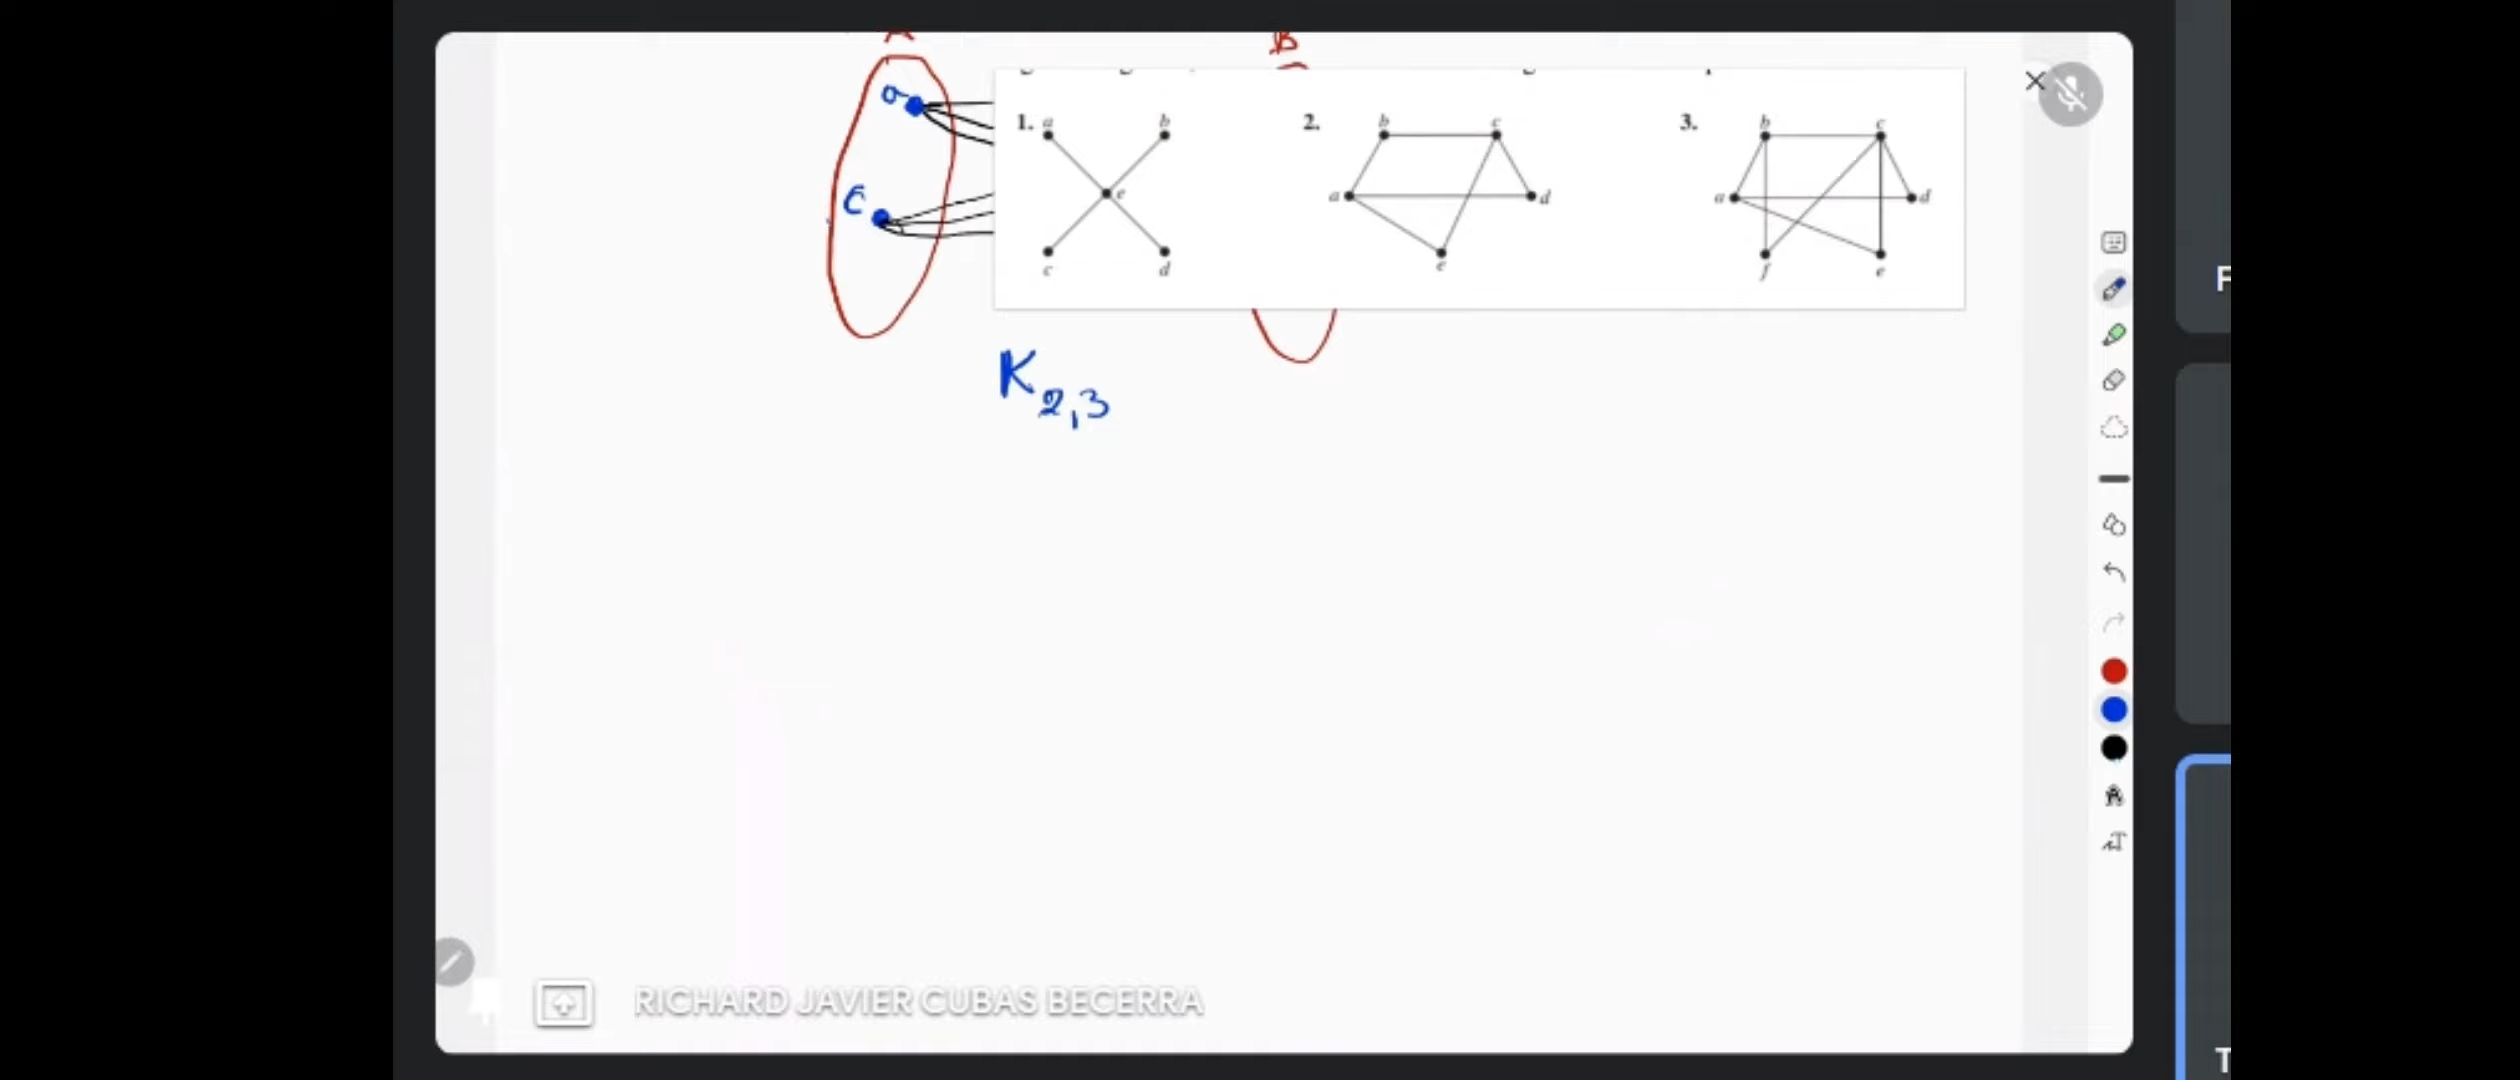 B
a
c
K2,3
1. a b e c d
2. b c a d e
3. b c a d f e
RICHARD JAVIER CUBAS BECERRA
F
T